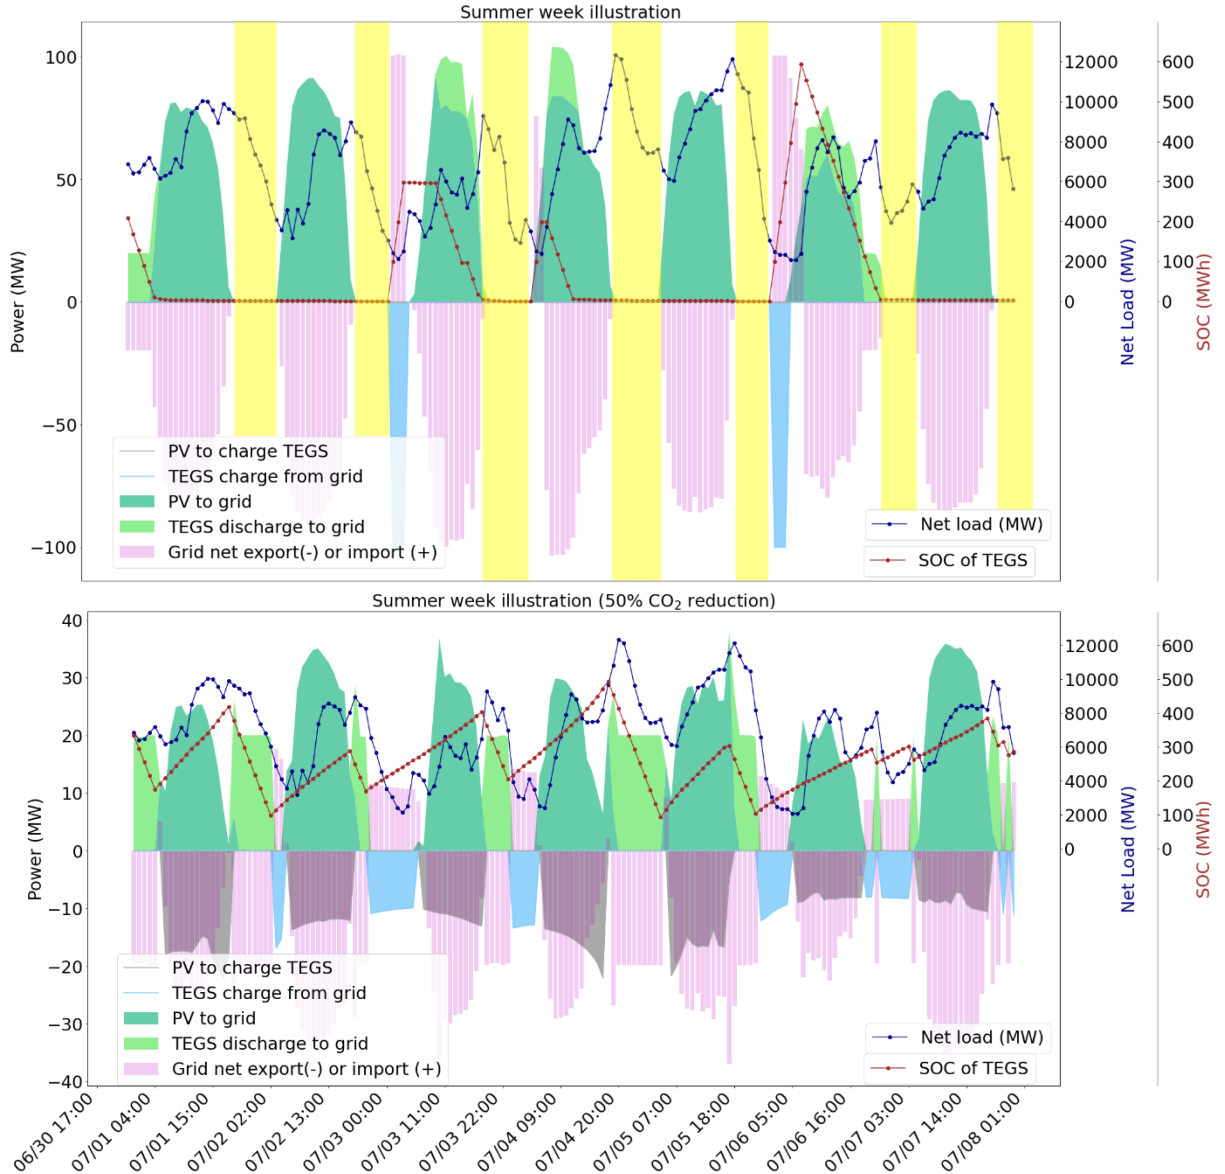 Summer week illustration
100
50
0
−50
−100
Power (MW)
12000
10000
8000
6000
4000
2000
0
Net Load (MW)
600
500
400
300
200
100
0
SOC (MWh)
PV to charge TEGS
TEGS charge from grid
PV to grid
TEGS discharge to grid
Grid net export(-) or import (+)
Net load (MW)
SOC of TEGS
Summer week illustration (50% CO₂ reduction)
40
30
20
10
0
−10
−20
−30
−40
Power (MW)
12000
10000
8000
6000
4000
2000
0
Net Load (MW)
600
500
400
300
200
100
0
SOC (MWh)
PV to charge TEGS
TEGS charge from grid
PV to grid
TEGS discharge to grid
Grid net export(-) or import (+)
Net load (MW)
SOC of TEGS
06/30 17:00
07/01 04:00
07/01 15:00
07/02 02:00
07/02 13:00
07/03 00:00
07/03 11:00
07/03 22:00
07/04 09:00
07/04 20:00
07/05 07:00
07/05 18:00
07/06 05:00
07/06 16:00
07/07 03:00
07/07 14:00
07/08 01:00